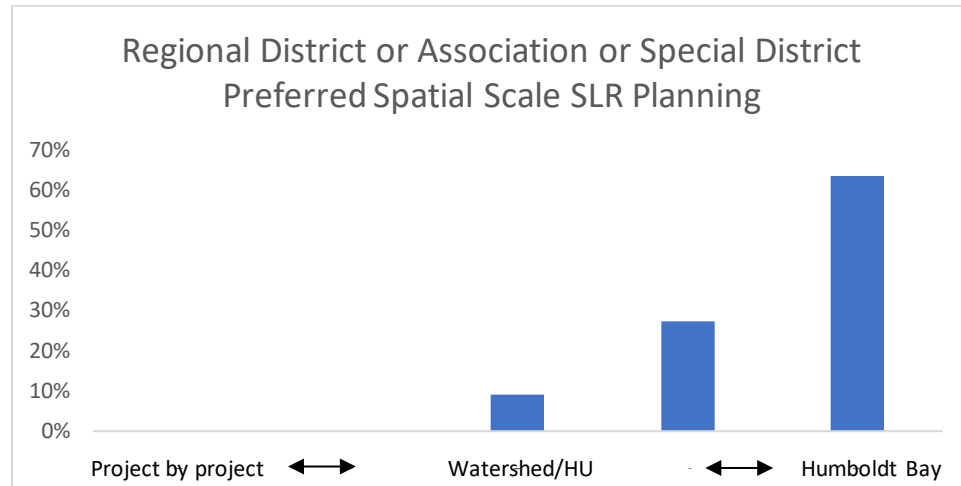 Regional District or Association or Special District
Preferred Spatial Scale SLR Planning
70%
60%
50%
40%
30%
20%
10%
0%
Project by project
Watershed/HU
Humboldt Bay